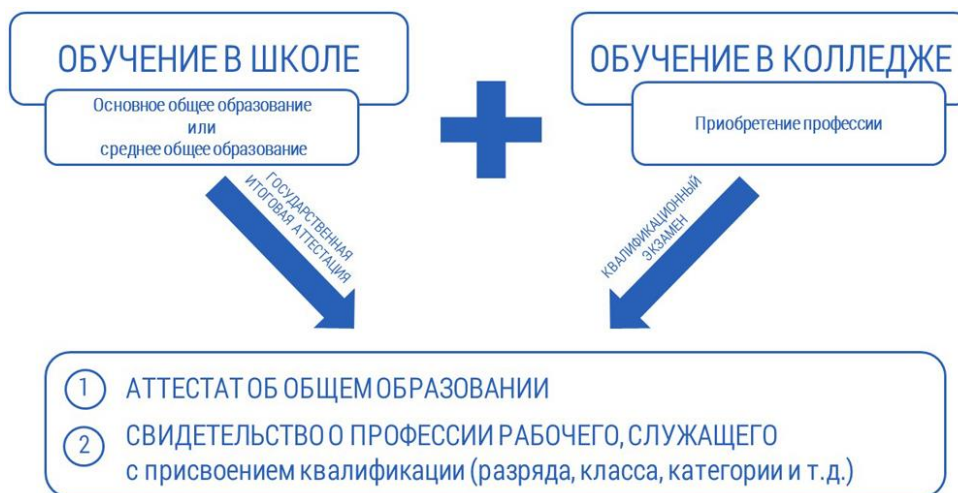 ОБУЧЕНИЕ В ШКОЛЕ
Основное общее образование
или
среднее общее образование
ОБУЧЕНИЕ В КОЛЛЕДЖЕ
Приобретение профессии
ГОСУДАРСТВЕННАЯ
ИТОГОВАЯ АТТЕСТАЦИЯ
КВАЛИФИКАЦИОННЫЙ
ЭКЗАМЕН
1 АТТЕСТАТ ОБ ОБЩЕМ ОБРАЗОВАНИИ
2 СВИДЕТЕЛЬСТВО О ПРОФЕССИИ РАБОЧЕГО, СЛУЖАЩЕГО
с присвоением квалификации (разряда, класса, категории и т.д.)